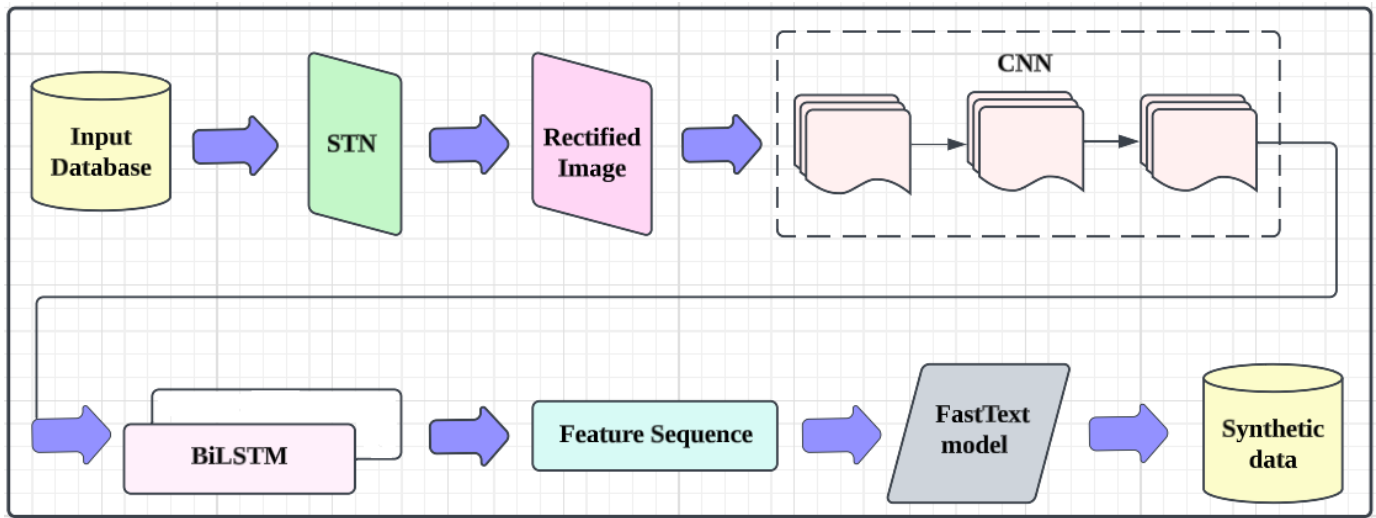 Input
Database
STN
Rectified
Image
CNN
BiLSTM
Feature Sequence
FastText
model
Synthetic
data